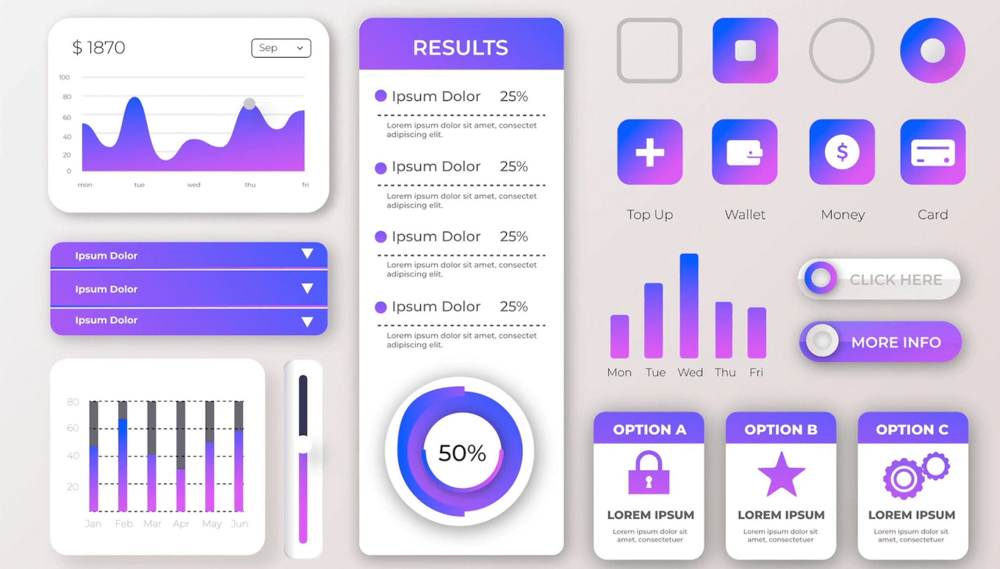 $ 1870
Sep
100
80
60
40
20
0
mon tue wed thu fri
Ipsum Dolor
Ipsum Dolor
Ipsum Dolor
80
60
40
20
Jan Feb Mar Apr May Jun
RESULTS
Ipsum Dolor 25%
Lorem ipsum dolor sit amet, consectet
adipiscing elit.
Ipsum Dolor 25%
Lorem ipsum dolor sit amet, consectet
adipiscing elit.
Ipsum Dolor 25%
Lorem ipsum dolor sit amet, consectet
adipiscing elit.
Ipsum Dolor 25%
Lorem ipsum dolor sit amet, consectet
adipiscing elit.
50%
$
Top Up Wallet Money Card
Mon Tue Wed Thu Fri
CLICK HERE
MORE INFO
OPTION A
LOREM IPSUM
Lorem ipsum dolor sit
amet, consectetuer
OPTION B
LOREM IPSUM
Lorem ipsum dolor sit
amet, consectetuer
OPTION C
LOREM IPSUM
Lorem ipsum dolor sit
amet, consectetuer